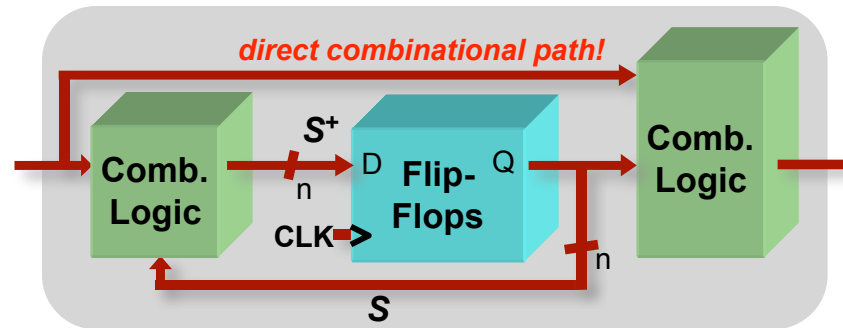 direct combinational path!
S+
n
Comb.
Logic
D
Q
Flip-
Flops
CLK
Comb.
Logic
n
S